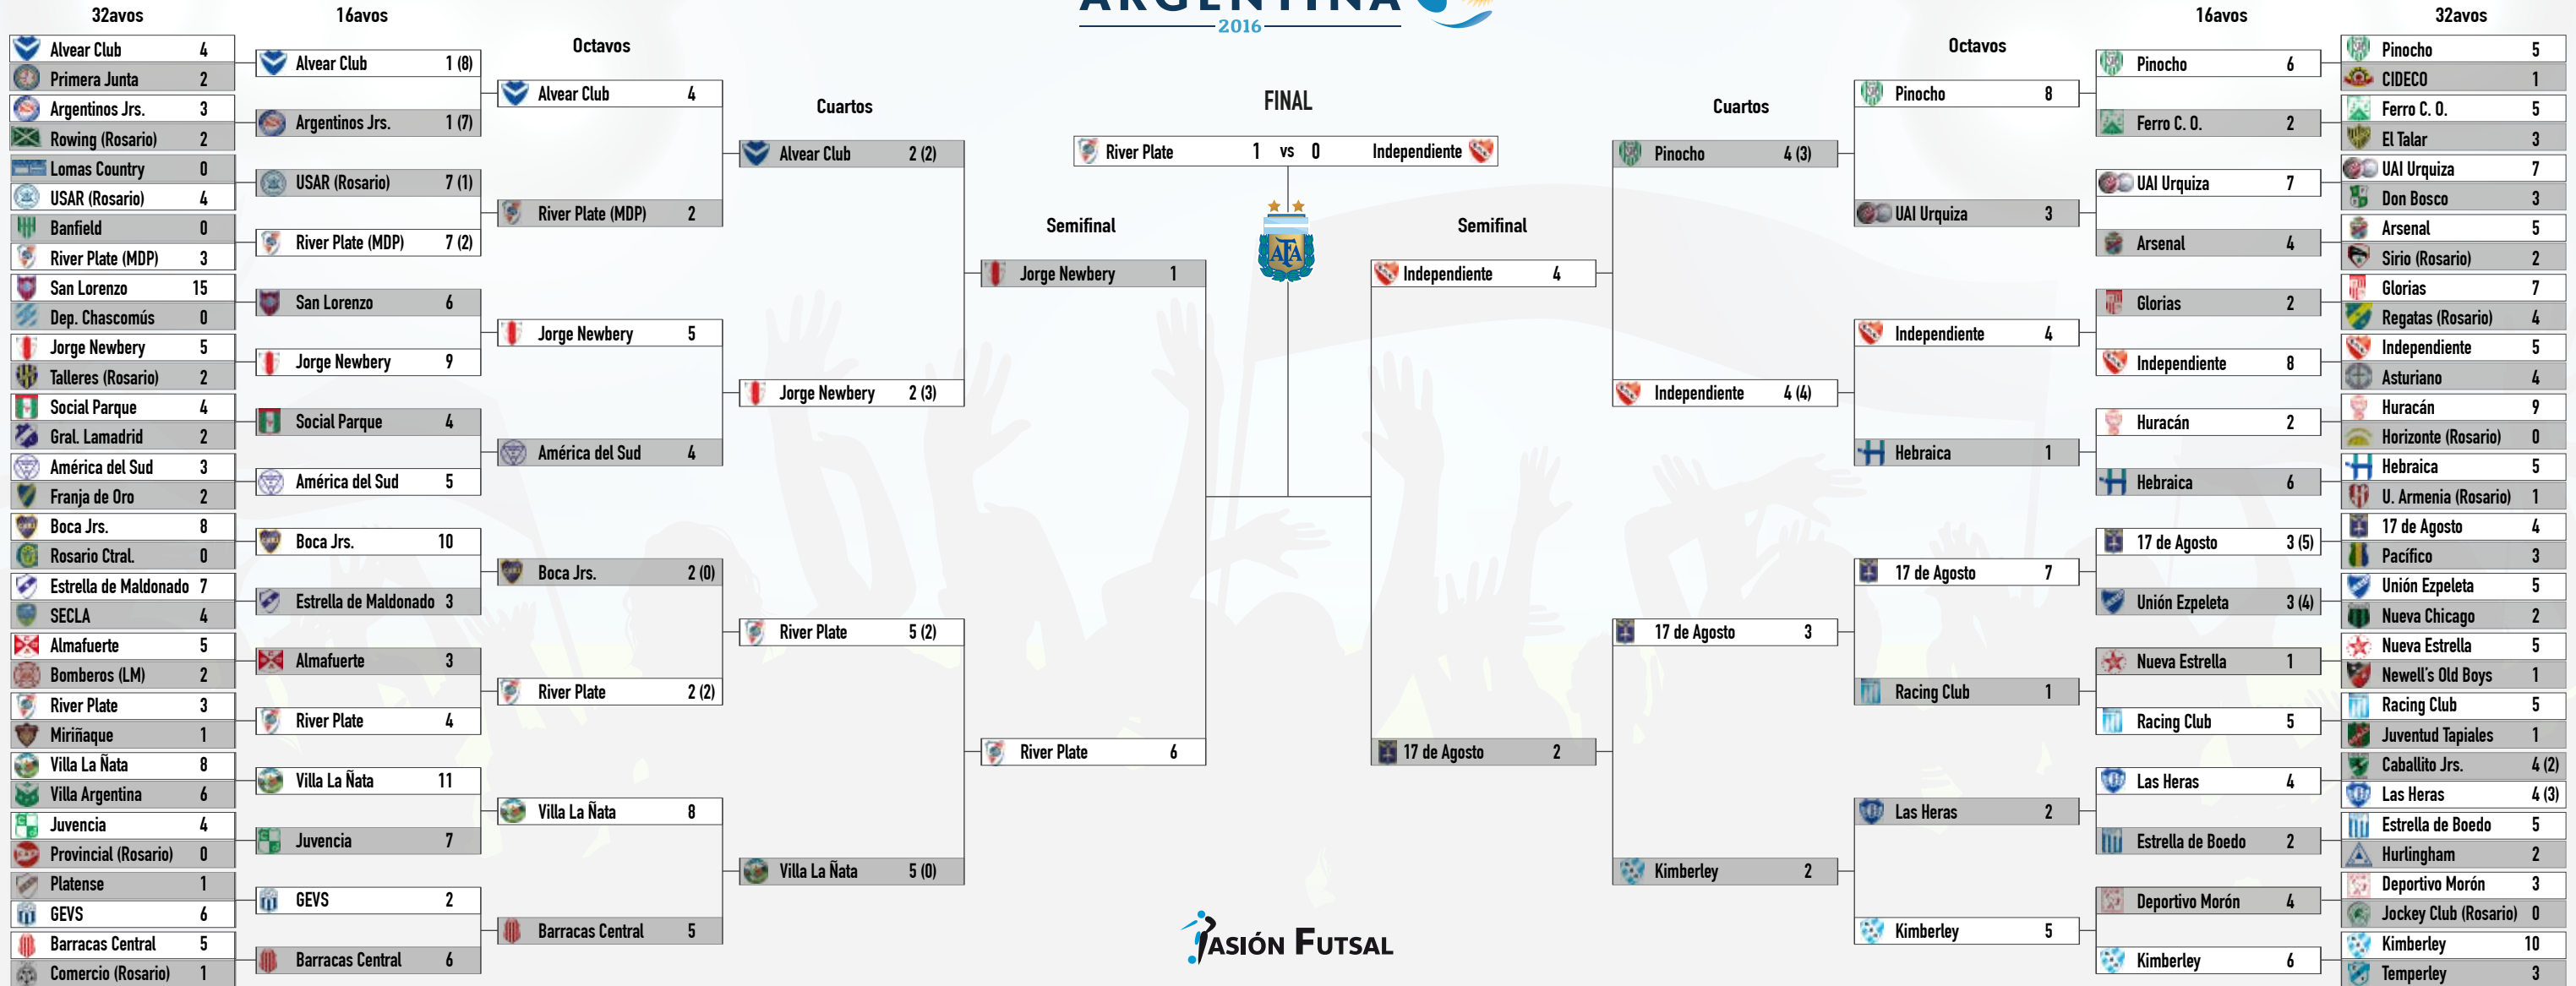 ARGENTINA
2016
32avos
Alvear Club 4
Primera Junta 2
Argentinos Jrs. 3
Rowing (Rosario) 2
Lomas Country 0
USAR (Rosario) 4
Banfield 0
River Plate (MDP) 3
San Lorenzo 15
Dep. Chascomús 0
Jorge Newbery 5
Talleres (Rosario) 2
Social Parque 4
Gral. Lamadrid 2
América del Sud 3
Franja de Oro 2
Boca Jrs. 8
Rosario Ctral. 0
Estrella de Maldonado 7
SECLA 4
Almafuerte 5
Bomberos (LM) 2
River Plate 3
Miriñaque 1
Villa La Ñata 8
Villa Argentina 6
Juvencia 4
Provincial (Rosario) 0
Platense 1
GEVS 6
Barracas Central 5
Comercio (Rosario) 1
16avos
Alvear Club 1 (8)
Argentinos Jrs. 1 (7)
USAR (Rosario) 7 (1)
River Plate (MDP) 7 (2)
San Lorenzo 6
Jorge Newbery 9
Social Parque 4
América del Sud 5
Boca Jrs. 10
Estrella de Maldonado 3
Almafuerte 3
River Plate 4
Villa La Ñata 11
Juvencia 7
GEVS 2
Barracas Central 6
Octavos
Alvear Club 4
River Plate (MDP) 2
Jorge Newbery 5
América del Sud 4
Boca Jrs. 2 (0)
River Plate 2 (2)
Villa La Ñata 8
Barracas Central 5
Cuartos
Alvear Club 2 (2)
Jorge Newbery 2 (3)
River Plate 5 (2)
Villa La Ñata 5 (0)
Semifinal
Jorge Newbery 1
River Plate 6
FINAL
River Plate 1 vs 0 Independiente
AFA
PASIÓN FUTSAL
Semifinal
Independiente 4
17 de Agosto 2
Cuartos
Pinocho 4 (3)
Independiente 4 (4)
17 de Agosto 3
Kimberley 2
Octavos
Pinocho 8
UAI Urquiza 3
Independiente 4
Hebraica 1
17 de Agosto 7
Racing Club 1
Las Heras 2
Kimberley 5
16avos
Pinocho 6
Ferro C. O. 2
UAI Urquiza 7
Arsenal 4
Glorias 2
Independiente 8
Huracán 2
Hebraica 6
17 de Agosto 3 (5)
Unión Ezpeleta 3 (4)
Nueva Estrella 1
Racing Club 5
Las Heras 4
Estrella de Boedo 2
Deportivo Morón 4
Kimberley 6
32avos
Pinocho 5
CIDECO 1
Ferro C. O. 5
El Talar 3
UAI Urquiza 7
Don Bosco 3
Arsenal 5
Sirio (Rosario) 2
Glorias 7
Regatas (Rosario) 4
Independiente 5
Asturiano 4
Huracán 9
Horizonte (Rosario) 0
Hebraica 5
U. Armenia (Rosario) 1
17 de Agosto 4
Pacífico 3
Unión Ezpeleta 5
Nueva Chicago 2
Nueva Estrella 5
Newell's Old Boys 1
Racing Club 5
Juventud Tapiales 1
Caballito Jrs. 4 (2)
Las Heras 4 (3)
Estrella de Boedo 5
Hurlingham 2
Deportivo Morón 3
Jockey Club (Rosario) 0
Kimberley 10
Temperley 3